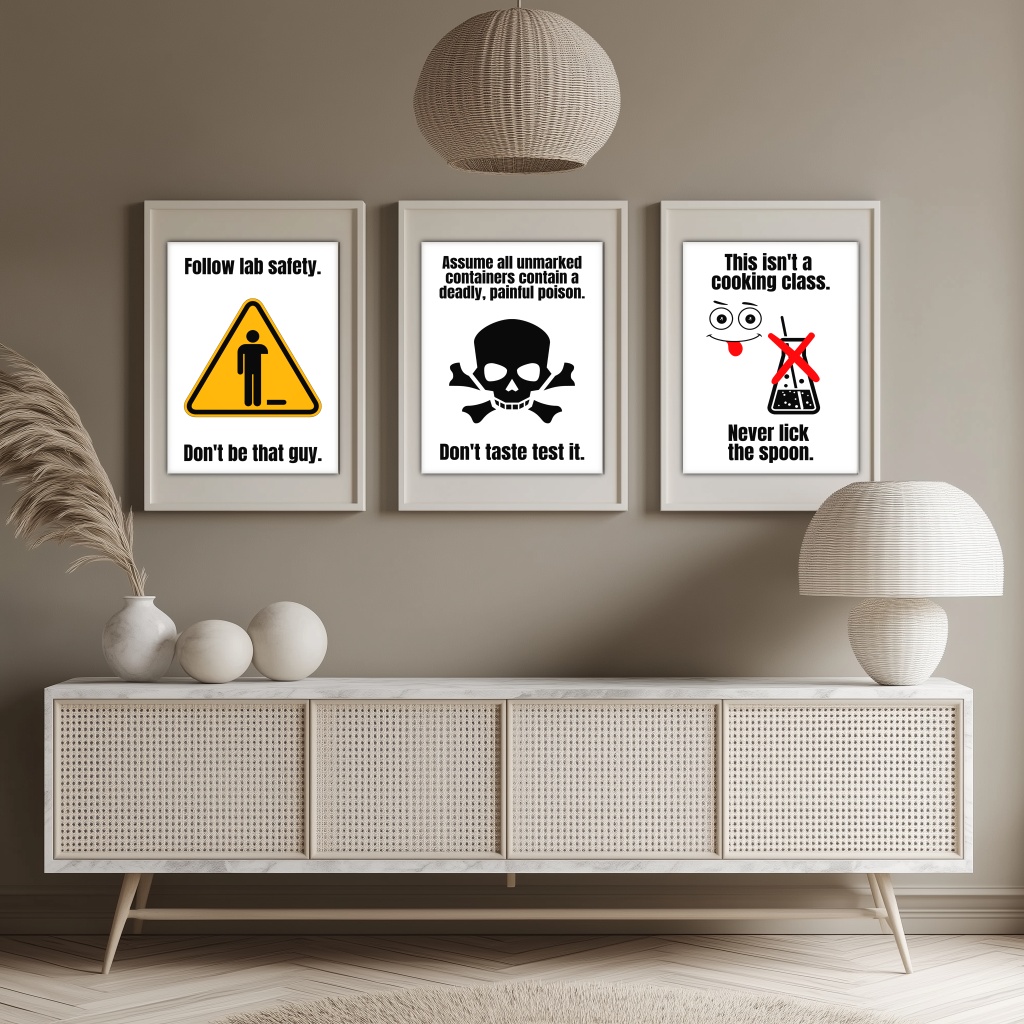 Follow lab safety.
Don't be that guy.
Assume all unmarked
containers contain a
deadly, painful poison.
Don't taste test it.
This isn't a
cooking class.
Never lick
the spoon.